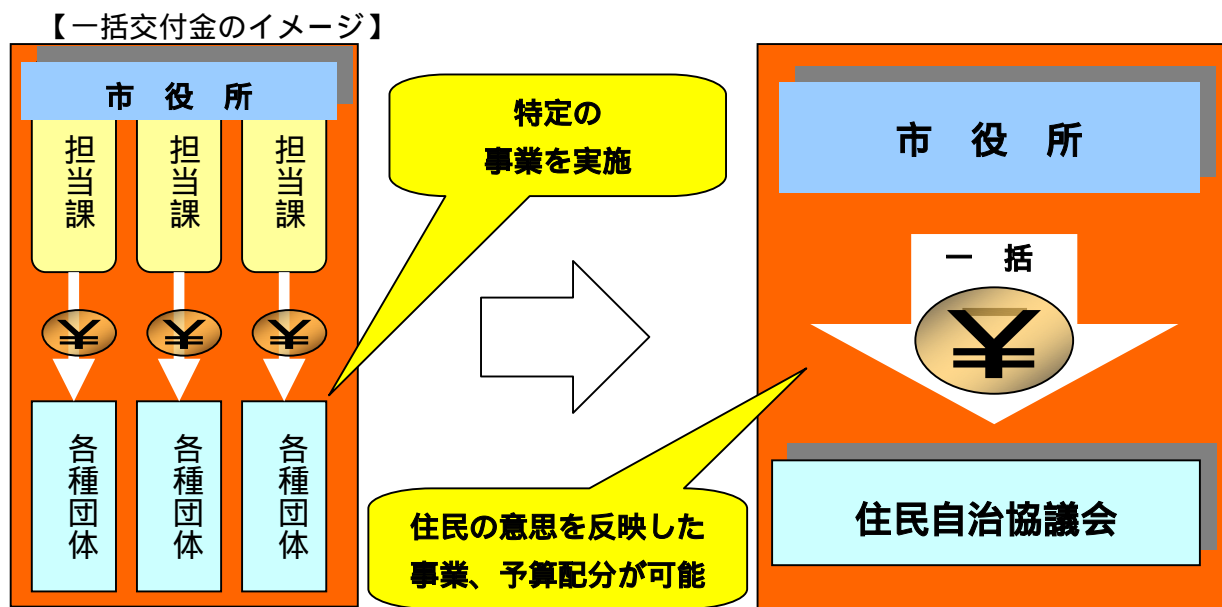 【一括交付金のイメージ】
市 役 所
担当課
担当課
担当課
¥
¥
¥
各種団体
各種団体
各種団体
特定の
事業を実施
市 役 所
一 括
¥
住民の意思を反映した
事業、予算配分が可能
住民自治協議会